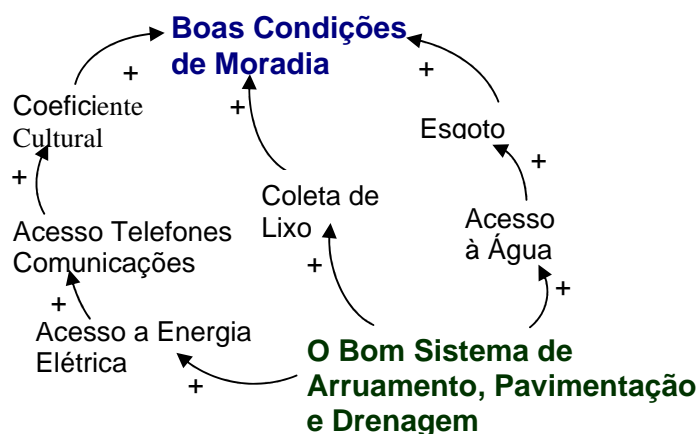 Boas Condições
de Moradia
+
+
+
Coeficiente
Cultural
Esgoto
+
+
Coleta de
Lixo
Acesso
à Água
Acesso Telefones
Comunicações
+
+
+
Acesso a Energia
Elétrica
+
O Bom Sistema de
Arruamento, Pavimentação
e Drenagem